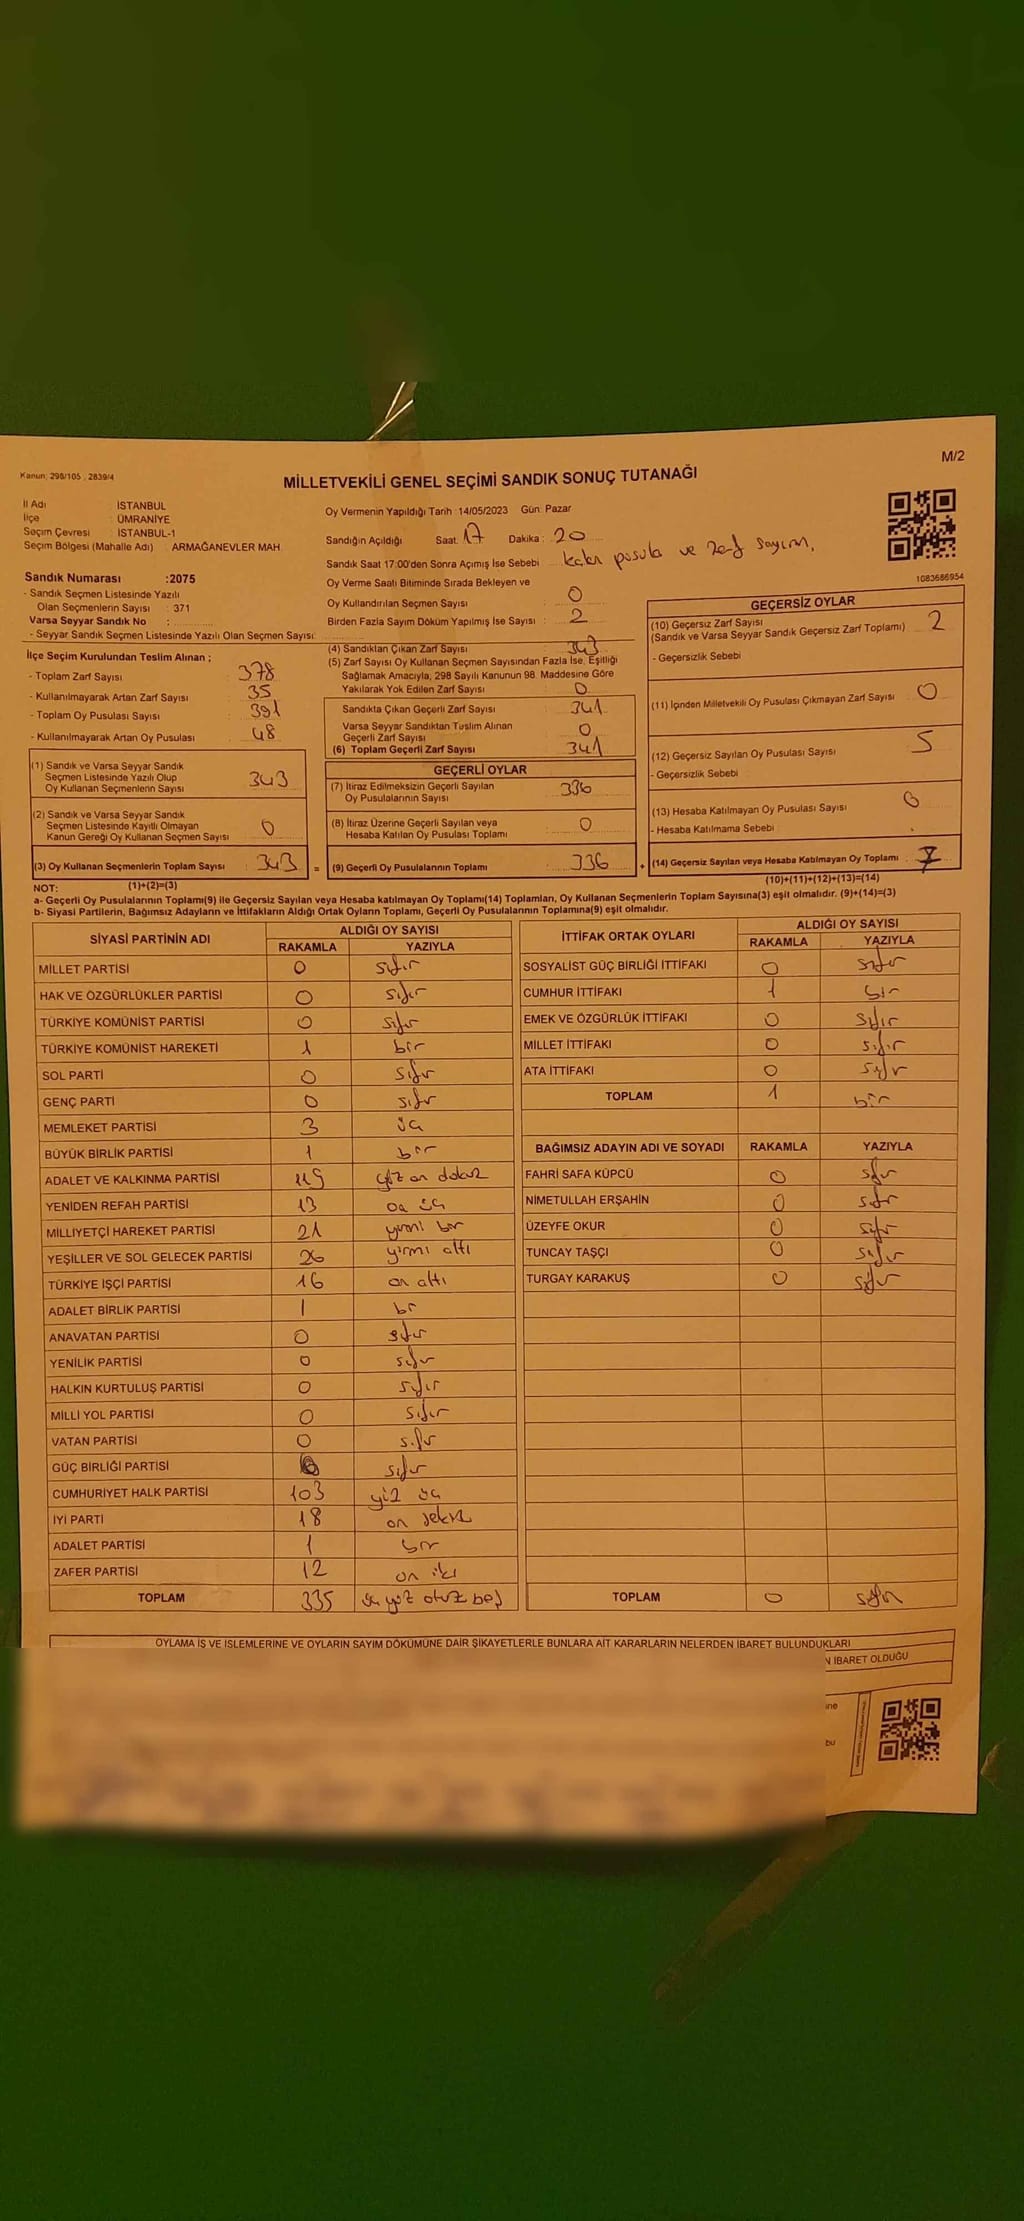 M/2
Kanun: 298/105 , 2839/4
MİLLETVEKİLİ GENEL SEÇİMİ SANDIK SONUÇ TUTANAĞI
İl Adı : İSTANBUL
İlçe : ÜMRANİYE
Seçim Çevresi : İSTANBUL-1
Seçim Bölgesi (Mahalle Adı) : ARMAĞANEVLER MAH.
Sandık Numarası :2075
- Sandık Seçmen Listesinde Yazılı
Olan Seçmenlerin Sayısı : 371
Varsa Seyyar Sandık No :
- Seyyar Sandık Seçmen Listesinde Yazılı Olan Seçmen Sayısı:
İlçe Seçim Kurulundan Teslim Alınan ;
- Toplam Zarf Sayısı : 378
- Kullanılmayarak Artan Zarf Sayısı : 35
- Toplam Oy Pusulası Sayısı : 391
- Kullanılmayarak Artan Oy Pusulası : 48
(1) Sandık ve Varsa Seyyar Sandık
Seçmen Listesinde Yazılı Olup
Oy Kullanan Seçmenlerin Sayısı : 343
(2) Sandık ve Varsa Seyyar Sandık
Seçmen Listesinde Kayıtlı Olmayan
Kanun Gereği Oy Kullanan Seçmen Sayısı : 0
(3) Oy Kullanan Seçmenlerin Toplam Sayısı : 343 =
Oy Vermenin Yapıldığı Tarih :14/05/2023 Gün: Pazar
Sandığın Açıldığı Saat: 17 Dakika : 20
Sandık Saat 17:00'den Sonra Açımış İse Sebebi : kalan pusula ve zarf sayımı.
Oy Verme Saati Bitiminde Sırada Bekleyen ve
Oy Kullandırılan Seçmen Sayısı : 0
Birden Fazla Sayım Döküm Yapılmış İse Sayısı : 2
(4) Sandıktan Çıkan Zarf Sayısı : 343
(5) Zarf Sayısı Oy Kullanan Seçmen Sayısından Fazla İse, Eşitliği
Sağlamak Amacıyla, 298 Sayılı Kanunun 98. Maddesine Göre
Yakılarak Yok Edilen Zarf Sayısı : 0
Sandıkta Çıkan Geçerli Zarf Sayısı : 341
Varsa Seyyar Sandıktan Tuslim Alınan
Geçerli Zarf Sayısı : 0
(6) Toplam Geçerli Zarf Sayısı : 341
GEÇERLİ OYLAR
(7) İtiraz Edilmeksizin Geçerli Sayılan
Oy Pusulalarının Sayısı : 336
(8) İtiraz Üzerine Geçerli Sayılan veya
Hesaba Katılan Oy Pusulası Toplamı : 0
(9) Geçerli Oy Pusulalarının Toplamı : 336 +
1083686954
GEÇERSİZ OYLAR
(10) Geçersiz Zarf Sayısı
(Sandık ve Varsa Seyyar Sandık Geçersiz Zarf Toplamı) : 2
- Geçersizlik Sebebi
(11) İçinden Milletvekili Oy Pusulası Çıkmayan Zarf Sayısı : 0
(12) Geçersiz Sayılan Oy Pusulası Sayısı : 5
- Geçersizlik Sebebi
(13) Hesaba Katılmayan Oy Pusulası Sayısı : 0
- Hesaba Katılmama Sebebi
(14) Geçersiz Sayılan veya Hesaba Katılmayan Oy Toplamı : 7
NOT: (1)+(2)=(3) (10)+(11)+(12)+(13)=(14)
a- Geçerli Oy Pusulalarının Toplamı(9) ile Geçersiz Sayılan veya Hesaba katılmayan Oy Toplamı(14) Toplamları, Oy Kullanan Seçmenlerin Toplam Sayısına(3) eşit olmalıdır. (9)+(14)=(3)
b- Siyasi Partilerin, Bağımsız Adayların ve İttifakların Aldığı Ortak Oyların Toplamı, Geçerli Oy Pusulalarının Toplamına(9) eşit olmalıdır.
SİYASİ PARTİNİN ADI ALDIĞI OY SAYISI
RAKAMLA YAZIYLA
MİLLET PARTİSİ 0 sıfır
HAK VE ÖZGÜRLÜKLER PARTİSİ 0 sıfır
TÜRKİYE KOMÜNİST PARTİSİ 0 sıfır
TÜRKİYE KOMÜNİST HAREKETİ 1 bir
SOL PARTİ 0 sıfır
GENÇ PARTİ 0 sıfır
MEMLEKET PARTİSİ 3 üç
BÜYÜK BİRLİK PARTİSİ 1 bir
ADALET VE KALKINMA PARTİSİ 119 yüz on dokuz
YENİDEN REFAH PARTİSİ 13 on üç
MİLLİYETÇİ HAREKET PARTİSİ 21 yirmi bir
YEŞİLLER VE SOL GELECEK PARTİSİ 26 yirmi altı
TÜRKİYE İŞÇİ PARTİSİ 16 on altı
ADALET BİRLİK PARTİSİ 1 bir
ANAVATAN PARTİSİ 0 sıfır
YENİLİK PARTİSİ 0 sıfır
HALKIN KURTULUŞ PARTİSİ 0 sıfır
MİLLİ YOL PARTİSİ 0 sıfır
VATAN PARTİSİ 0 sıfır
GÜÇ BİRLİĞİ PARTİSİ 0 sıfır
CUMHURİYET HALK PARTİSİ 103 yüz üç
İYİ PARTİ 18 on sekiz
ADALET PARTİSİ 1 bir
ZAFER PARTİSİ 12 on iki
TOPLAM 335 üç yüz otuz beş
İTTİFAK ORTAK OYLARI ALDIĞI OY SAYISI
RAKAMLA YAZIYLA
SOSYALİST GÜÇ BİRLİĞİ İTTİFAKI 0 sıfır
CUMHUR İTTİFAKI 1 bir
EMEK VE ÖZGÜRLÜK İTTİFAKI 0 sıfır
MİLLET İTTİFAKI 0 sıfır
ATA İTTİFAKI 0 sıfır
TOPLAM 1 bir
BAĞIMSIZ ADAYIN ADI VE SOYADI RAKAMLA YAZIYLA
FAHRİ SAFA KÜPCÜ 0 sıfır
NİMETULLAH ERŞAHİN 0 sıfır
ÜZEYFE OKUR 0 sıfır
TUNCAY TAŞÇI 0 sıfır
TURGAY KARAKUŞ 0 sıfır
TOPLAM 0 sıfır
OYLAMA İŞ VE İŞLEMLERİNE VE OYLARIN SAYIM DÖKÜMÜNE DAİR ŞİKAYETLERLE BUNLARA AİT KARARLARIN NELERDEN İBARET BULUNDUKLARI
N İBARET OLDUĞU
ine
bu